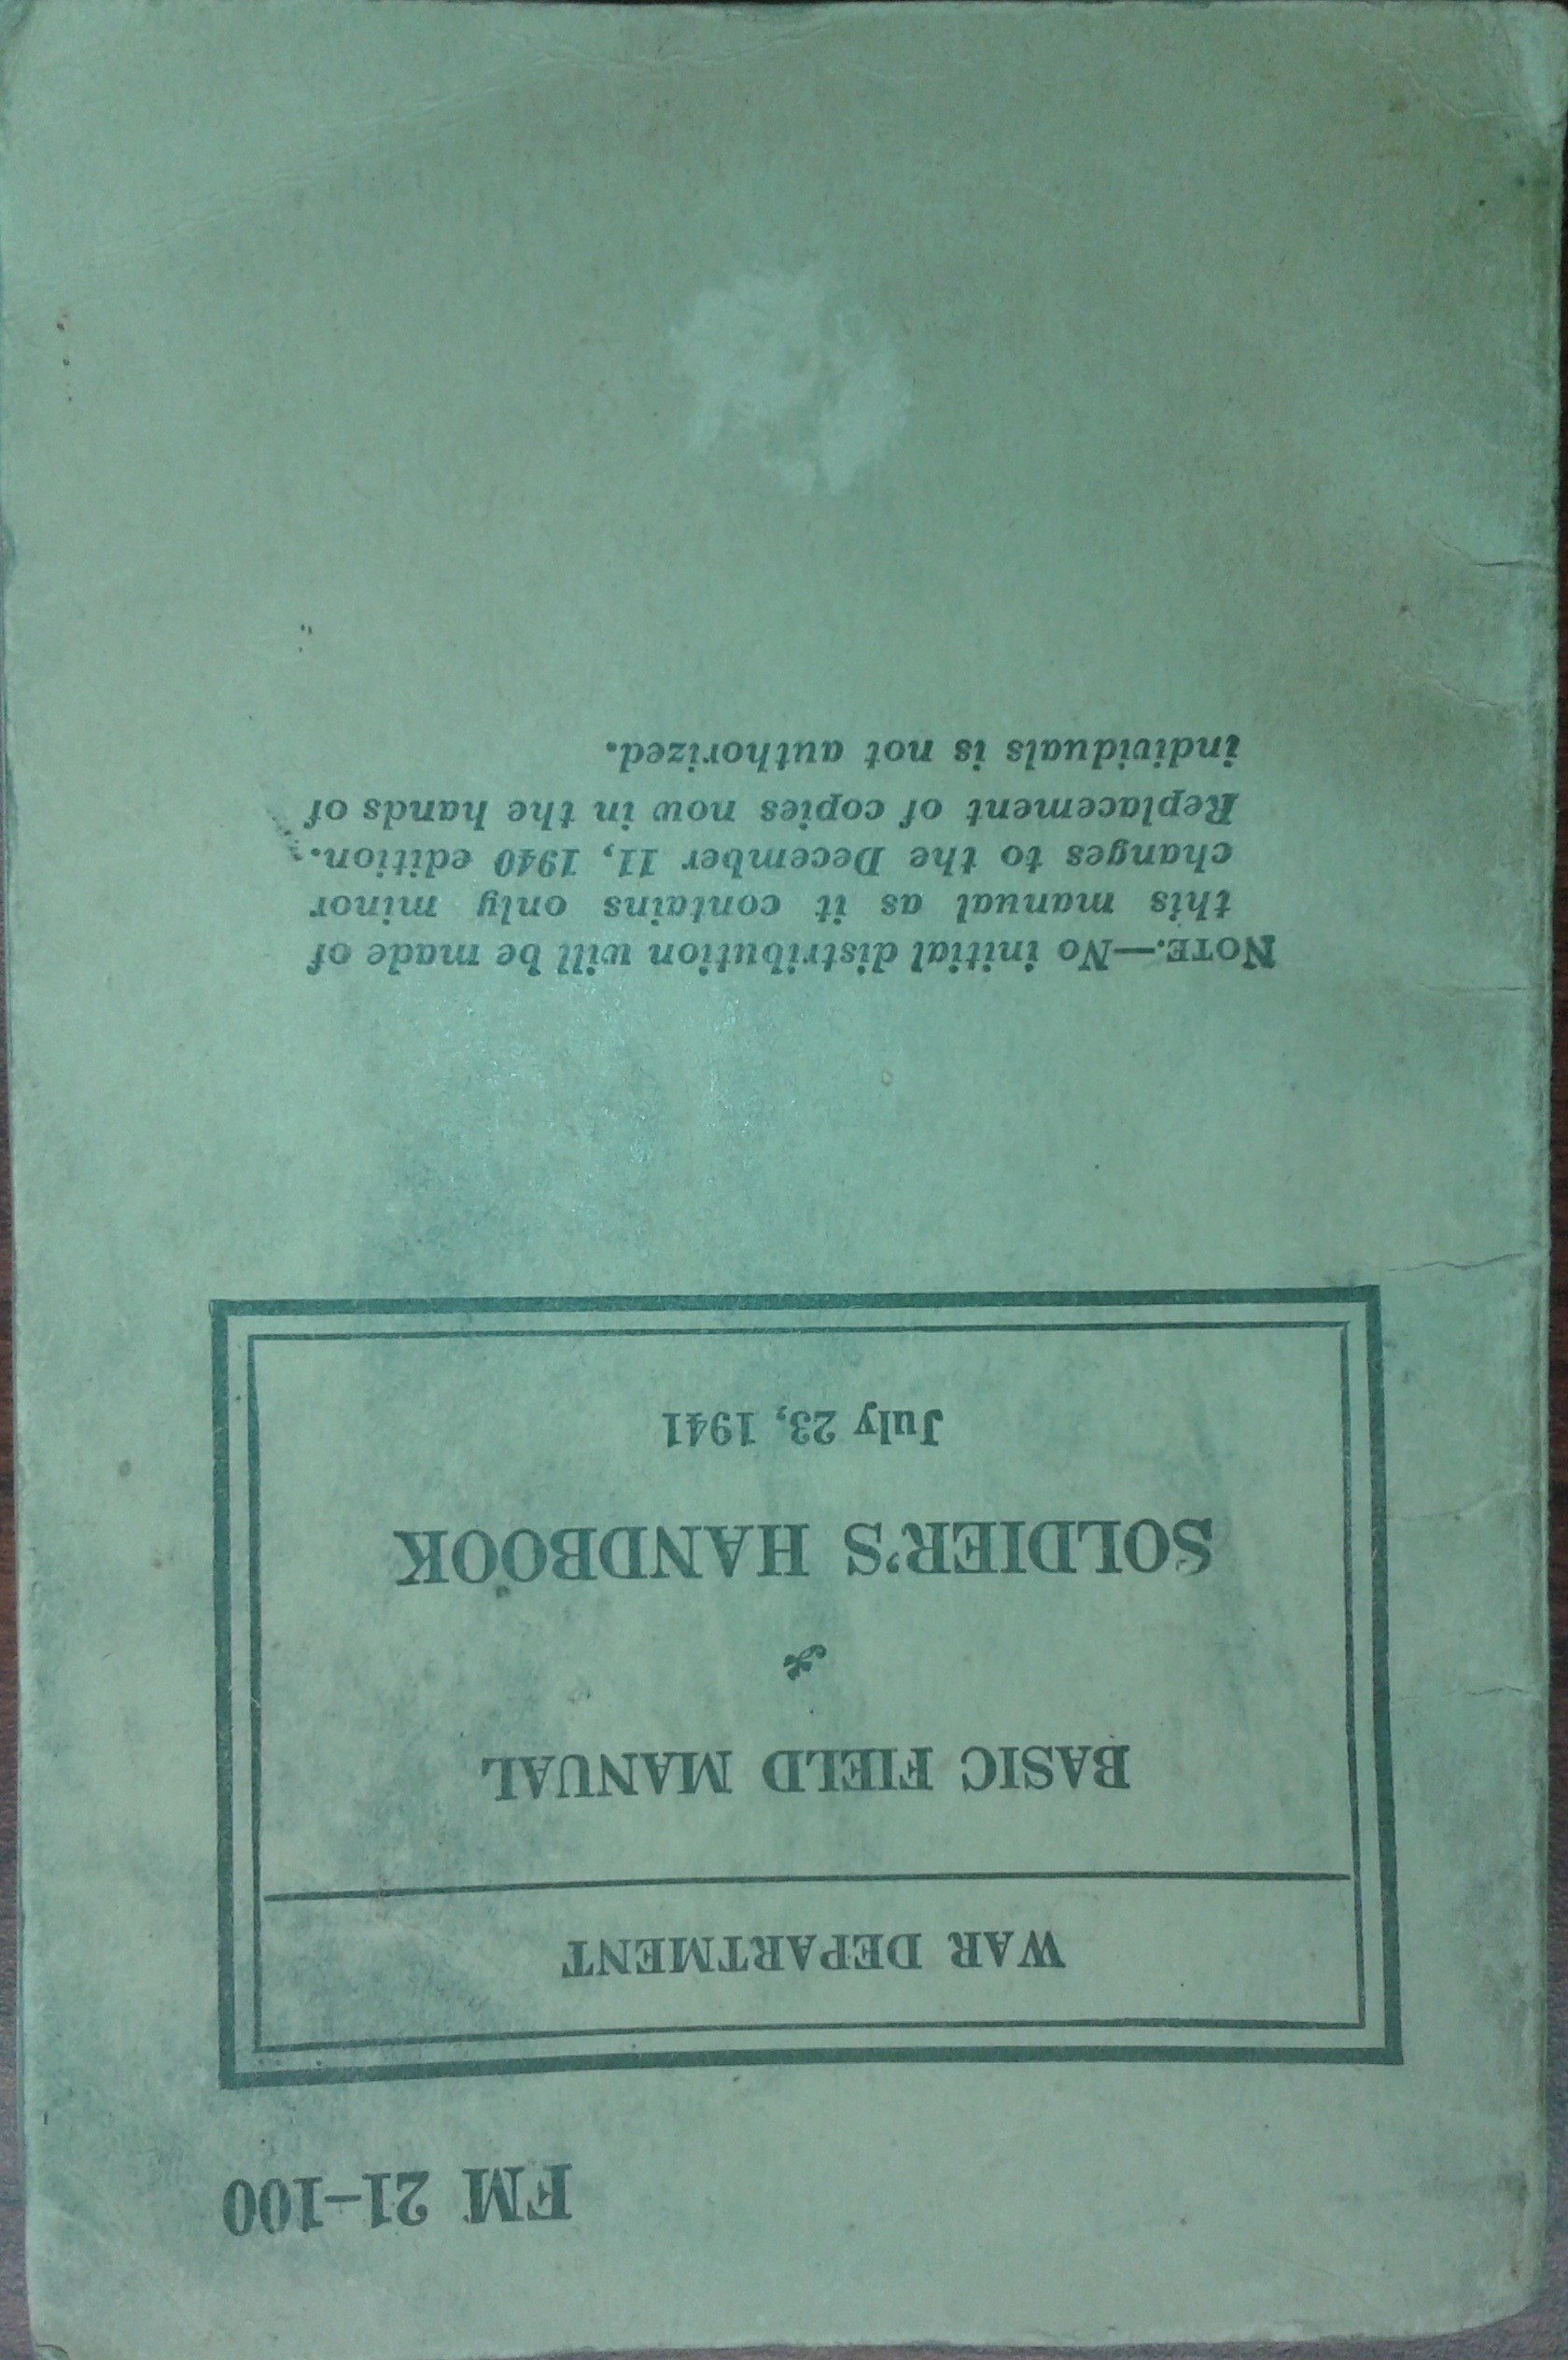 FM 21–100
WAR DEPARTMENT
BASIC FIELD MANUAL
SOLDIER'S HANDBOOK
July 23, 1941
NOTE.—No initial distribution will be made of
this manual as it contains only minor
changes to the December 11, 1940 edition.
Replacement of copies now in the hands of
individuals is not authorized.